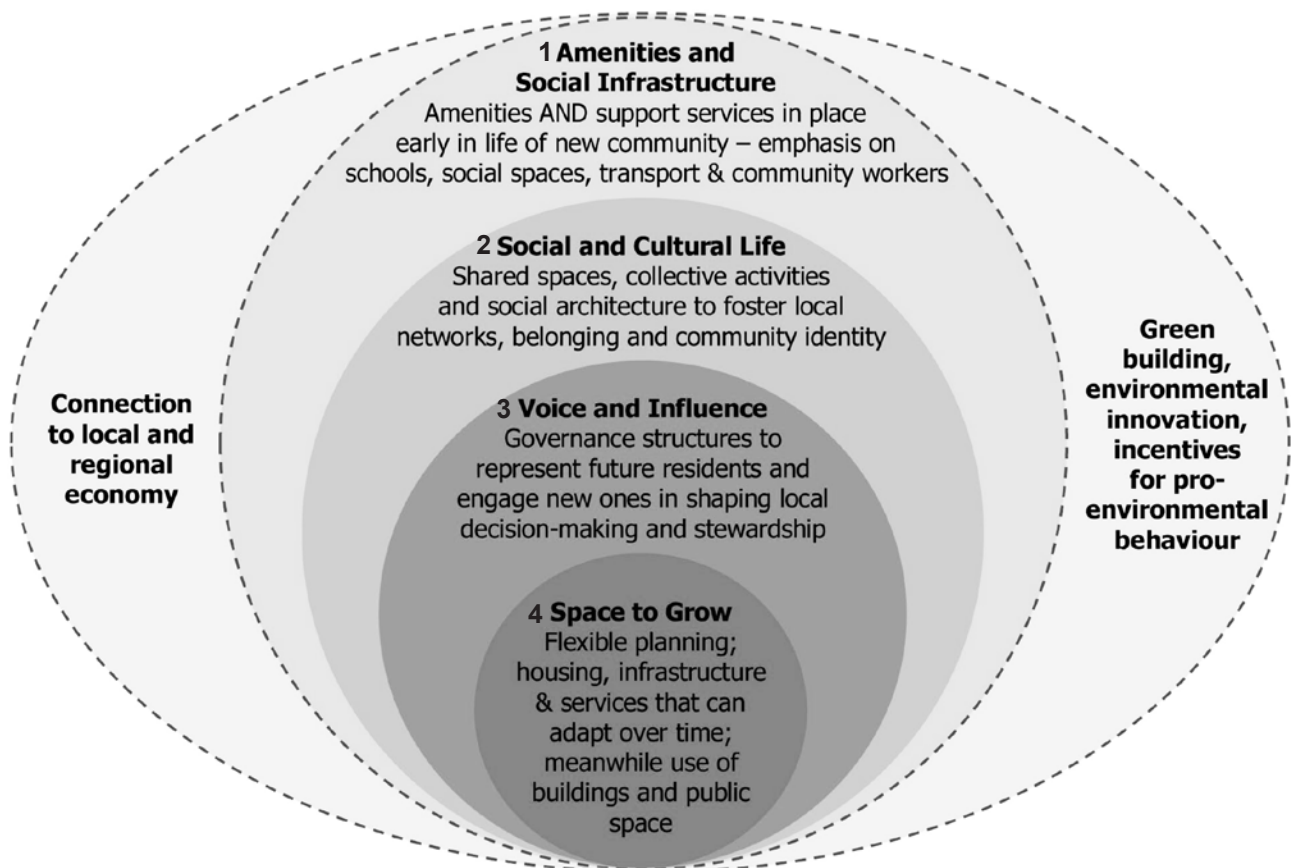 1 Amenities and
Social Infrastructure
Amenities AND support services in place
early in life of new community – emphasis on
schools, social spaces, transport & community workers
2 Social and Cultural Life
Shared spaces, collective activities
and social architecture to foster local
networks, belonging and community identity
3 Voice and Influence
Governance structures to
represent future residents and
engage new ones in shaping local
decision-making and stewardship
4 Space to Grow
Flexible planning;
housing, infrastructure
& services that can
adapt over time;
meanwhile use of
buildings and public
space
Connection
to local and
regional
economy
Green
building,
environmental
innovation,
incentives
for pro-
environmental
behaviour